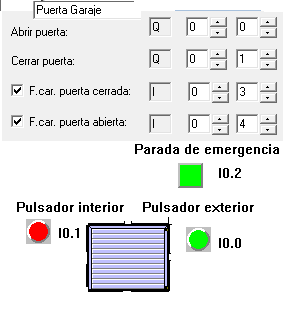 Puerta Garaje
Abrir puerta: Q 0 0
Cerrar puerta: Q 0 1
F.car. puerta cerrada: I 0 3
F.car. puerta abierta: I 0 4
Parada de emergencia
I0.2
Pulsador interior Pulsador exterior
I0.1 I0.0